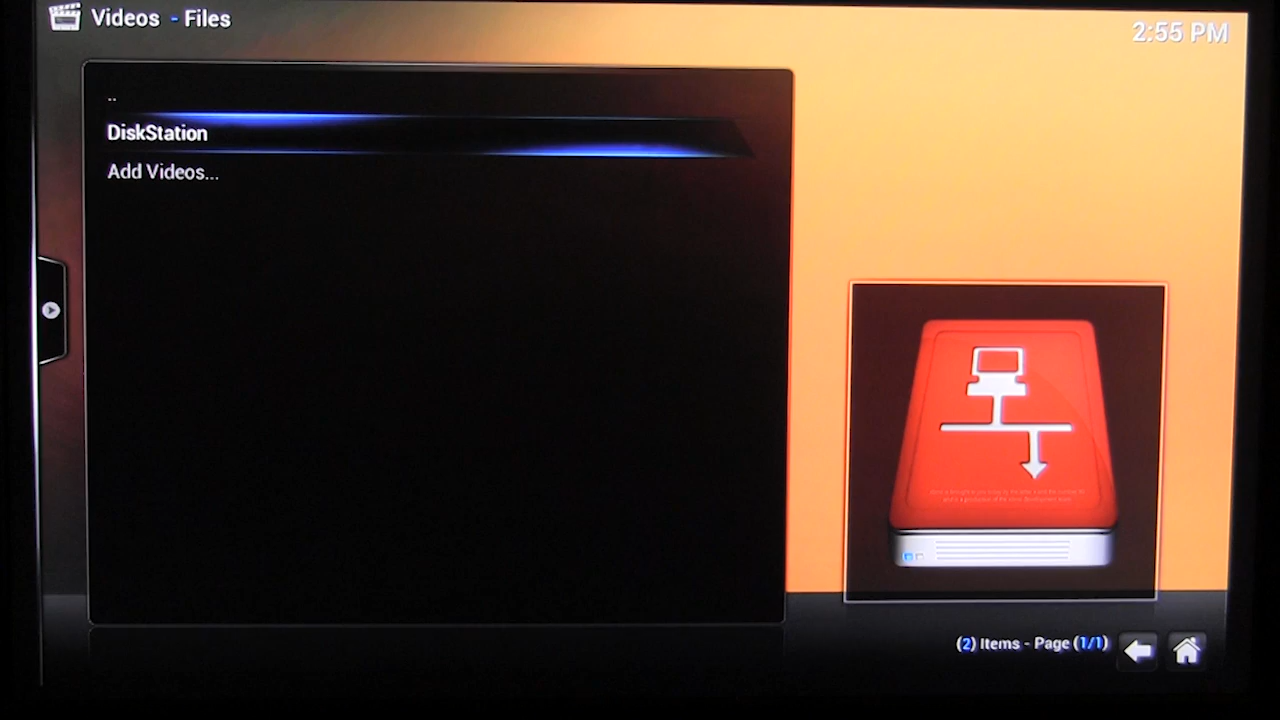 Videos - Files
2:55 PM
..
DiskStation
Add Videos...
(2) Items - Page (1/1)